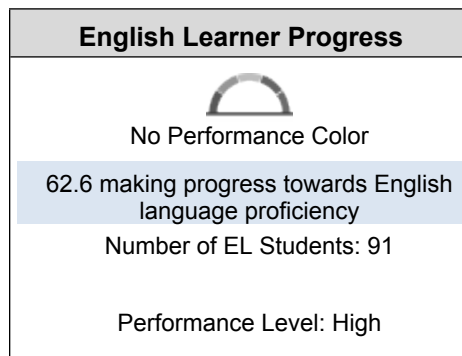 English Learner Progress
No Performance Color
62.6 making progress towards English
language proficiency
Number of EL Students: 91
Performance Level: High